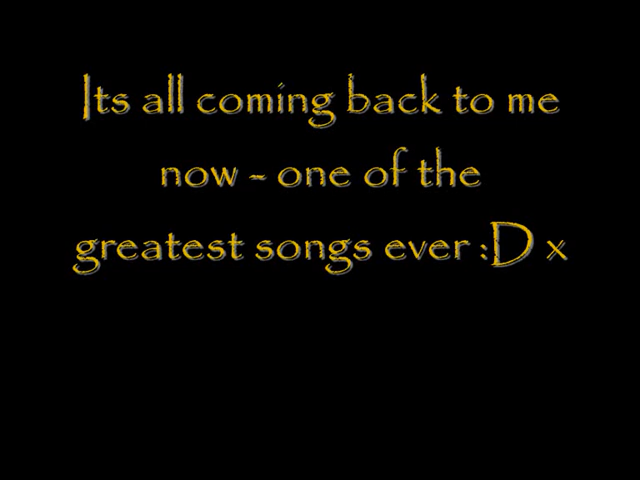 Its all coming back to me
now - one of the
greatest songs ever :D x